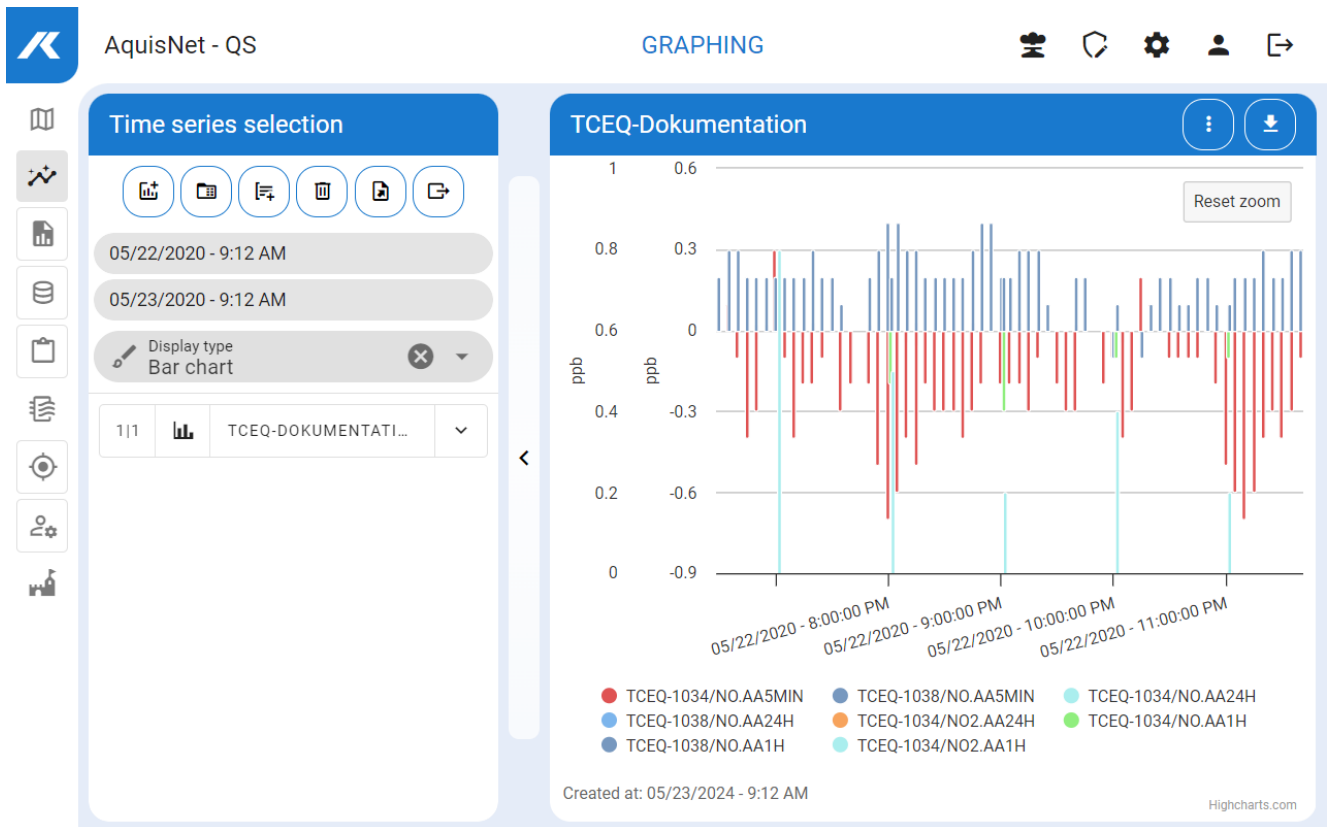 AquisNet - QS
GRAPHING
Time series selection
05/22/2020 - 9:12 AM
05/23/2020 - 9:12 AM
Display type
Bar chart
1|1
TCEQ-DOKUMENTATI...
TCEQ-Dokumentation
Reset zoom
1
0.8
0.6
0.4
0.2
0
ppb
0.6
0.3
0
-0.3
-0.6
-0.9
ppb
05/22/2020 - 8:00:00 PM
05/22/2020 - 9:00:00 PM
05/22/2020 - 10:00:00 PM
05/22/2020 - 11:00:00 PM
TCEQ-1034/NO.AA5MIN
TCEQ-1038/NO.AA5MIN
TCEQ-1034/NO.AA24H
TCEQ-1038/NO.AA24H
TCEQ-1034/NO2.AA24H
TCEQ-1034/NO.AA1H
TCEQ-1038/NO.AA1H
TCEQ-1034/NO2.AA1H
Created at: 05/23/2024 - 9:12 AM
Highcharts.com